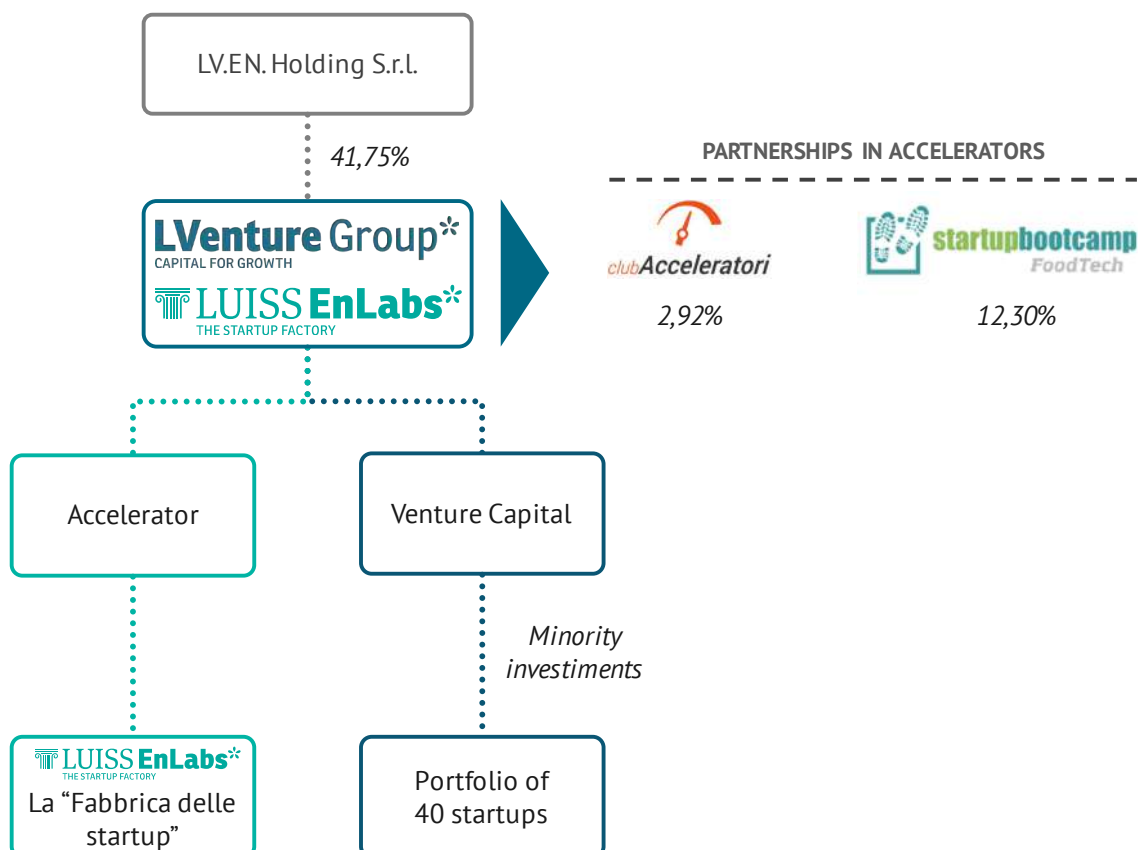 LV.EN. Holding S.r.l.
41,75%
LVenture Group*
CAPITAL FOR GROWTH
LUISS EnLabs*
THE STARTUP FACTORY
PARTNERSHIPS IN ACCELERATORS
clubAcceleratori
2,92%
startupbootcamp
FoodTech
12,30%
Accelerator
Venture Capital
Minority
investiments
LUISS EnLabs*
THE STARTUP FACTORY
La “Fabbrica delle
startup”
Portfolio of
40 startups